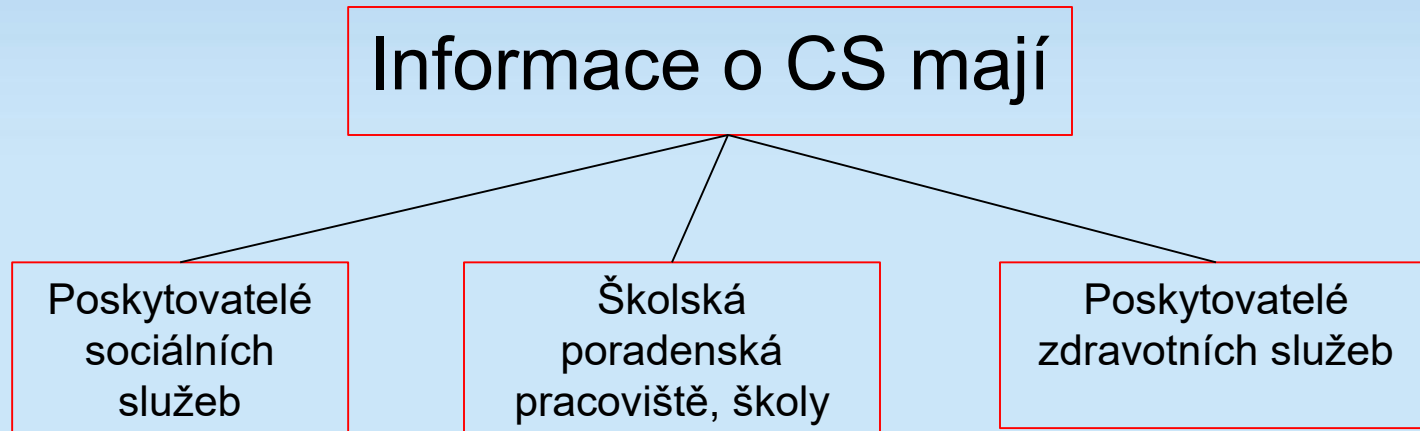 Informace o CS mají
Poskytovatelé
sociálních
služeb
Školská
poradenská
pracoviště, školy
Poskytovatelé
zdravotních služeb